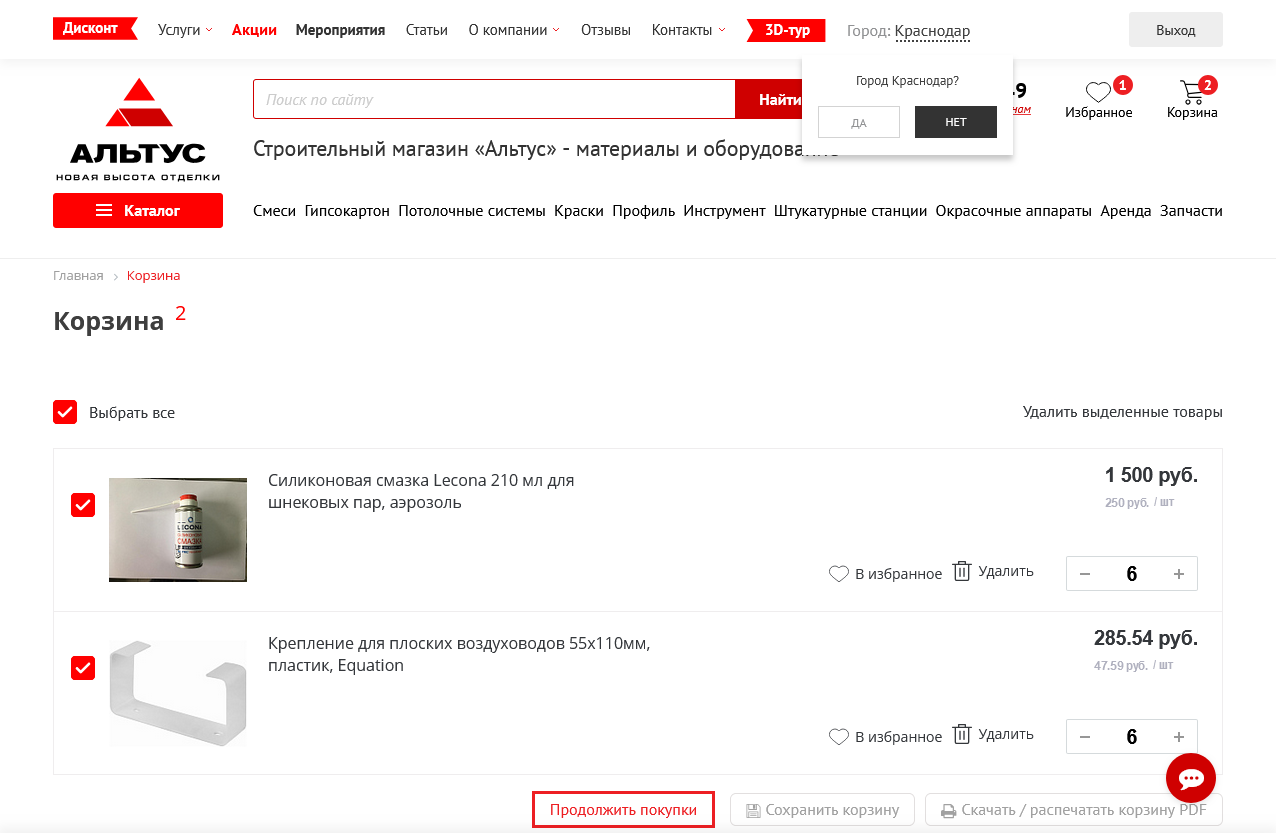 Дисконт Услуги Акции Мероприятия Статьи О компании Отзывы Контакты 3D-тур Город: Краснодар Выход
Город Краснодар?
ДА НЕТ
Поиск по сайту Найти
1 2
Избранное Корзина
Строительный магазин «Альтус» - материалы и оборудование
АЛЬТУС
НОВАЯ ВЫСОТА ОТДЕЛКИ
Каталог Смеси Гипсокартон Потолочные системы Краски Профиль Инструмент Штукатурные станции Окрасочные аппараты Аренда Запчасти
Главная Корзина
Корзина 2
Выбрать все Удалить выделенные товары
Силиконовая смазка Lecona 210 мл для
шнековых пар, аэрозоль
1 500 руб.
250 руб. / шт
LECONA
СМАЗКА
В избранное Удалить − 6 +
Крепление для плоских воздуховодов 55х110мм,
пластик, Equation
285.54 руб.
47.59 руб. / шт
В избранное Удалить − 6 +
Продолжить покупки Сохранить корзину Скачать / распечатать корзину PDF